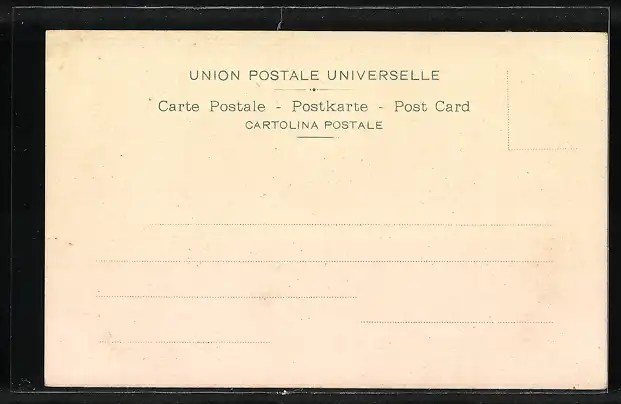 UNION POSTALE UNIVERSELLE
Carte Postale - Postkarte - Post Card
CARTOLINA POSTALE